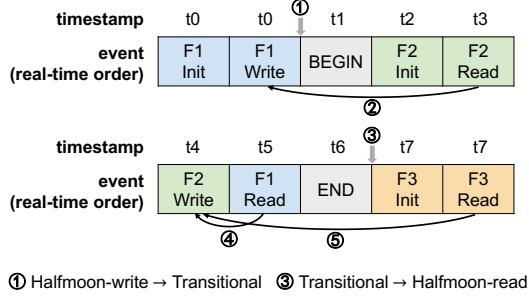 ①
timestamp t0 t0 t1 t2 t3
event (real-time order)
F1 Init
F1 Write
BEGIN
F2 Init
F2 Read
②
③
timestamp t4 t5 t6 t7 t7
event (real-time order)
F2 Write
F1 Read
END
F3 Init
F3 Read
④ ⑤
① Halfmoon-write → Transitional ③ Transitional → Halfmoon-read